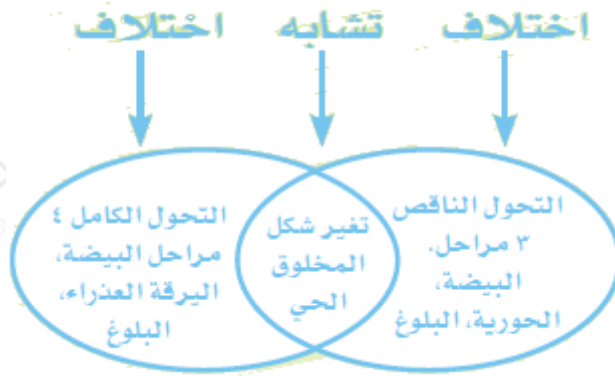 اختلاف
تشابه
اختلاف
التحول الناقص
٣ مراحل.
البيضة،
الحورية، البلوغ
تغير شكل
المخلوق
الحي
التحول الكامل ٤
مراحل البيضة،
اليرقة العذراء،
البلوغ